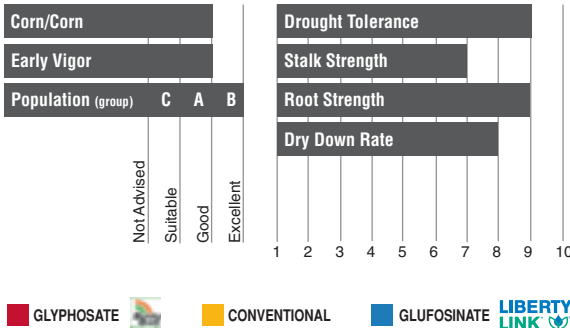 Corn/Corn
Early Vigor
Population (group) C A B
Not Advised
Suitable
Good
Excellent
Drought Tolerance
Stalk Strength
Root Strength
Dry Down Rate
1 2 3 4 5 6 7 8 9 10
GLYPHOSATE
CONVENTIONAL
GLUFOSINATE
LIBERTY
LINK